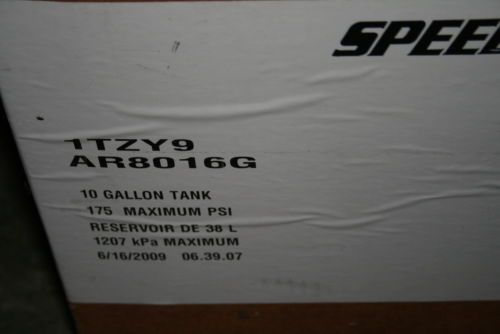 SPEE
1TZY9
AR8016G
10 GALLON TANK
175 MAXIMUM PSI
RESERVOIR DE 38 L
1207 kPa MAXIMUM
6/16/2009 06.39.07